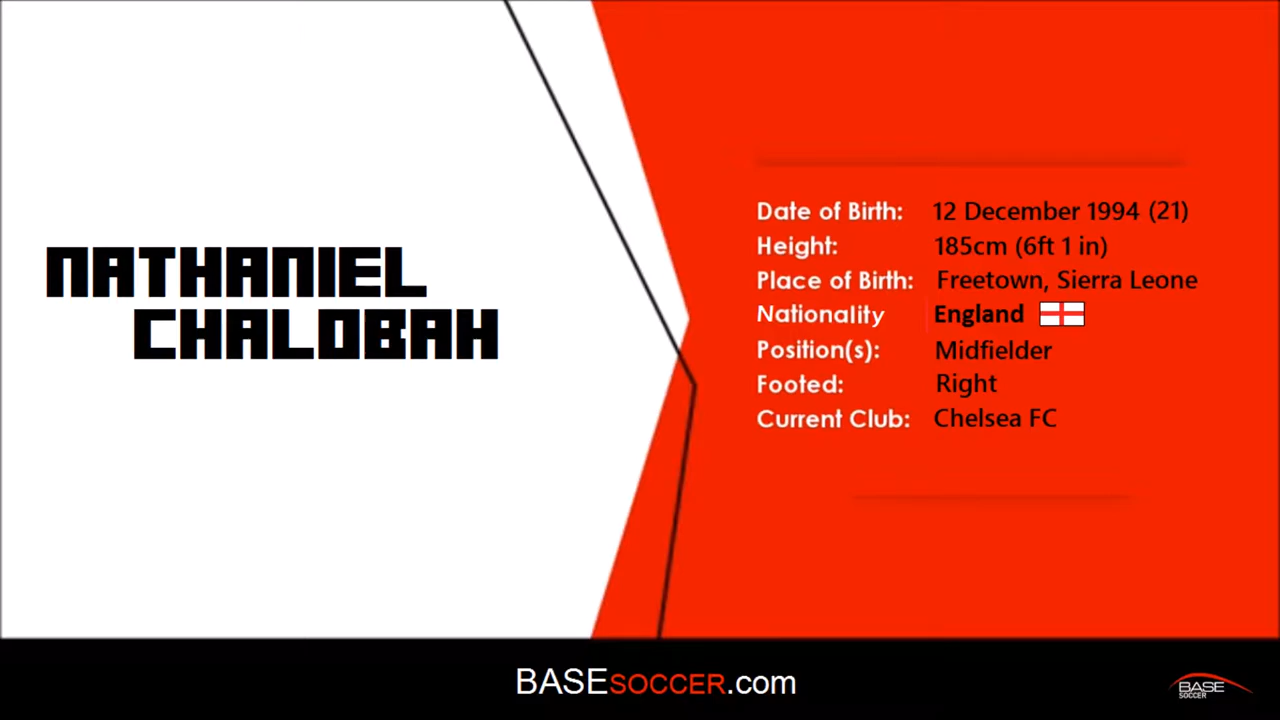 NATHANIEL
CHALOBAH
Date of Birth: 12 December 1994 (21)
Height: 185cm (6ft 1 in)
Place of Birth: Freetown, Sierra Leone
Nationality England
Position(s): Midfielder
Footed: Right
Current Club: Chelsea FC
BASESOCCER.com
BASE
SOCCER